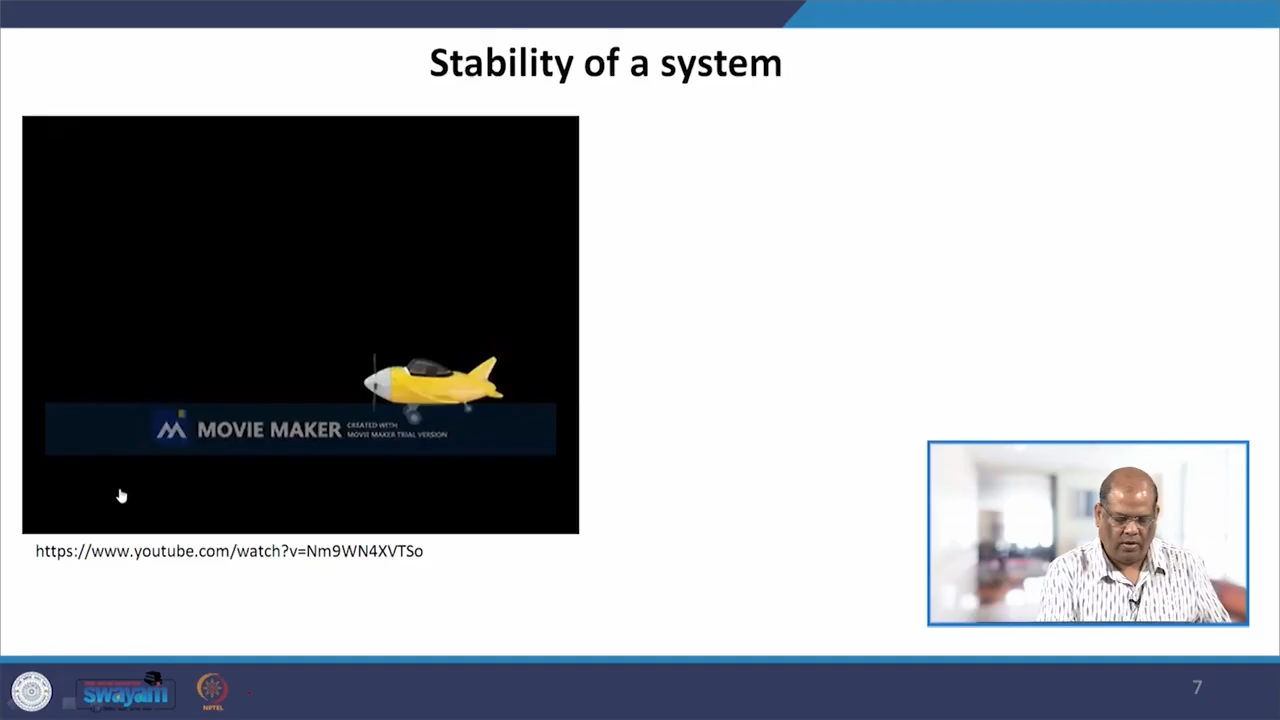 Stability of a system
MOVIE MAKER
CREATED WITH
MOVIE MAKER TRIAL VERSION
https://www.youtube.com/watch?v=Nm9WN4XVTSo
swayam
NPTEL
7